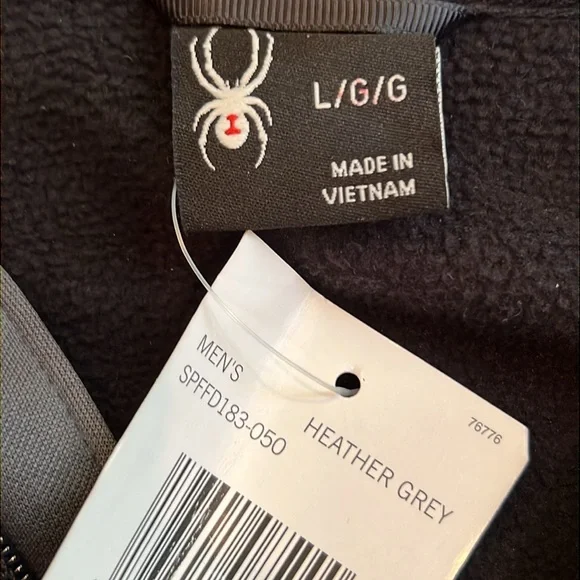 L/G/G
MADE IN
VIETNAM
MEN'S
SPFFD183-050
HEATHER GREY
76776